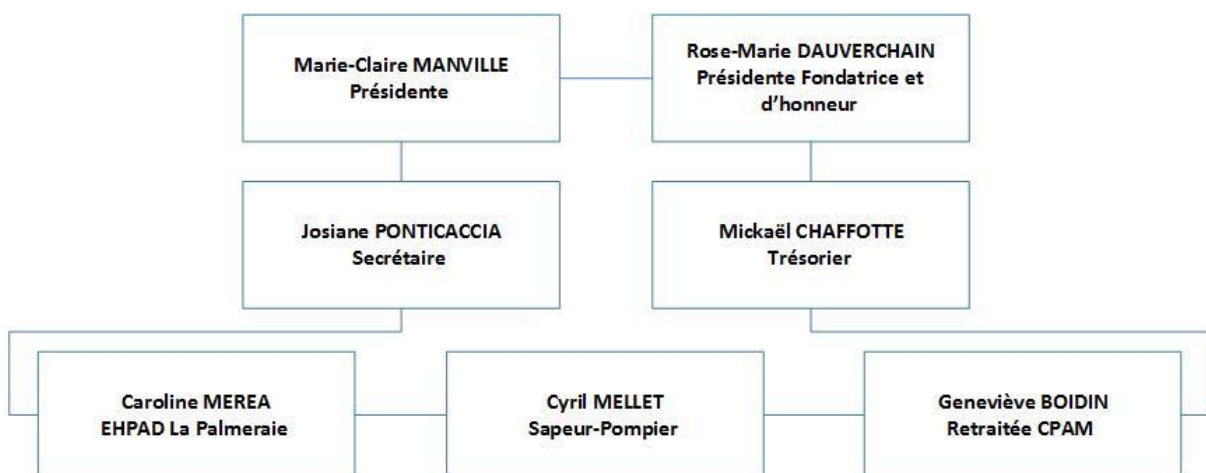 Marie-Claire MANVILLE
Présidente
Rose-Marie DAUVERCHAIN
Présidente Fondatrice et
d’honneur
Josiane PONTICACCIA
Secrétaire
Mickaël CHAFFOTTE
Trésorier
Caroline MEREA
EHPAD La Palmeraie
Cyril MELLET
Sapeur-Pompier
Geneviève BOIDIN
Retraitée CPAM